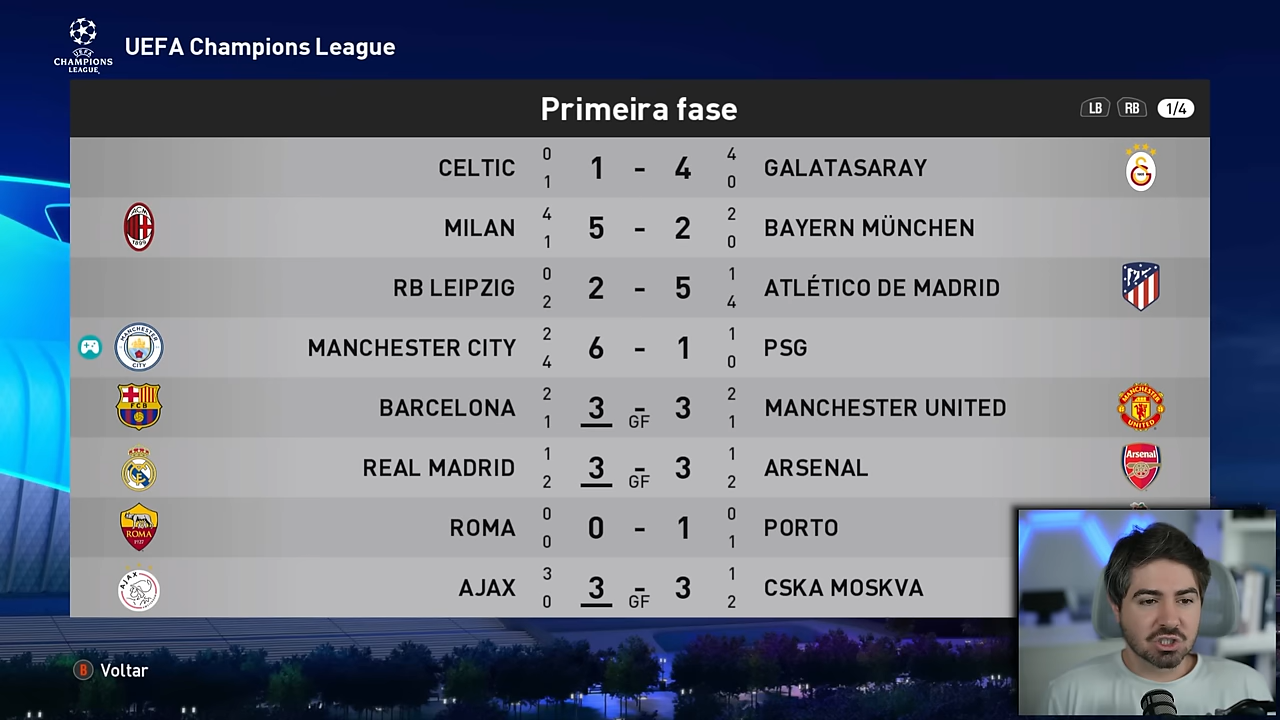 UEFA CHAMPIONS LEAGUE
UEFA Champions League
Primeira fase LB RB 1/4
CELTIC 0 1 1 - 4 4 0 GALATASARAY
MILAN 4 1 5 - 2 2 0 BAYERN MÜNCHEN
RB LEIPZIG 0 2 2 - 5 1 4 ATLÉTICO DE MADRID
MANCHESTER CITY 2 4 6 - 1 1 0 PSG
BARCELONA 2 1 3 - GF 3 2 1 MANCHESTER UNITED
REAL MADRID 1 2 3 - GF 3 1 2 ARSENAL
ROMA 0 0 0 - 1 0 1 PORTO
AJAX 3 0 3 - GF 3 1 2 CSKA MOSKVA
B Voltar